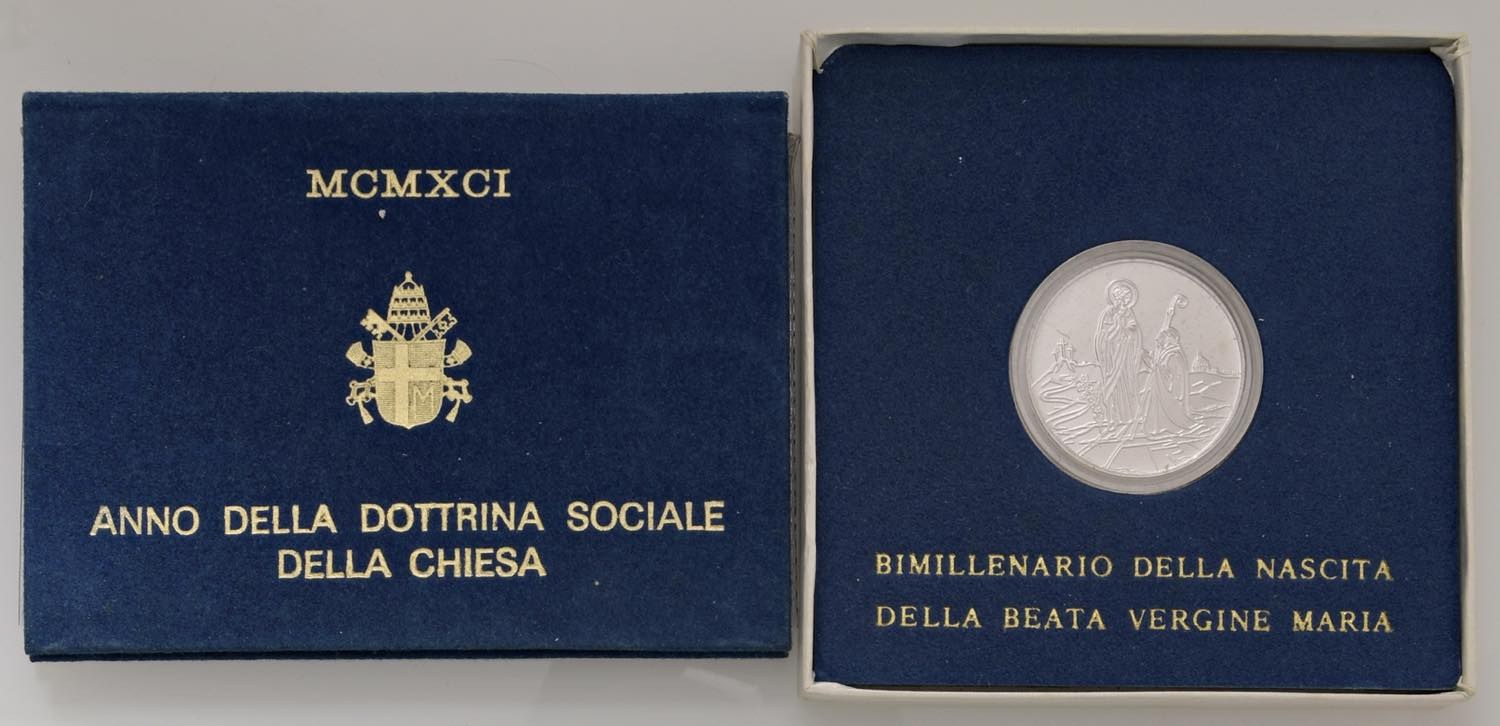 MCMXCI
M
ANNO DELLA DOTTRINA SOCIALE
DELLA CHIESA
BIMILLENARIO DELLA NASCITA
DELLA BEATA VERGINE MARIA